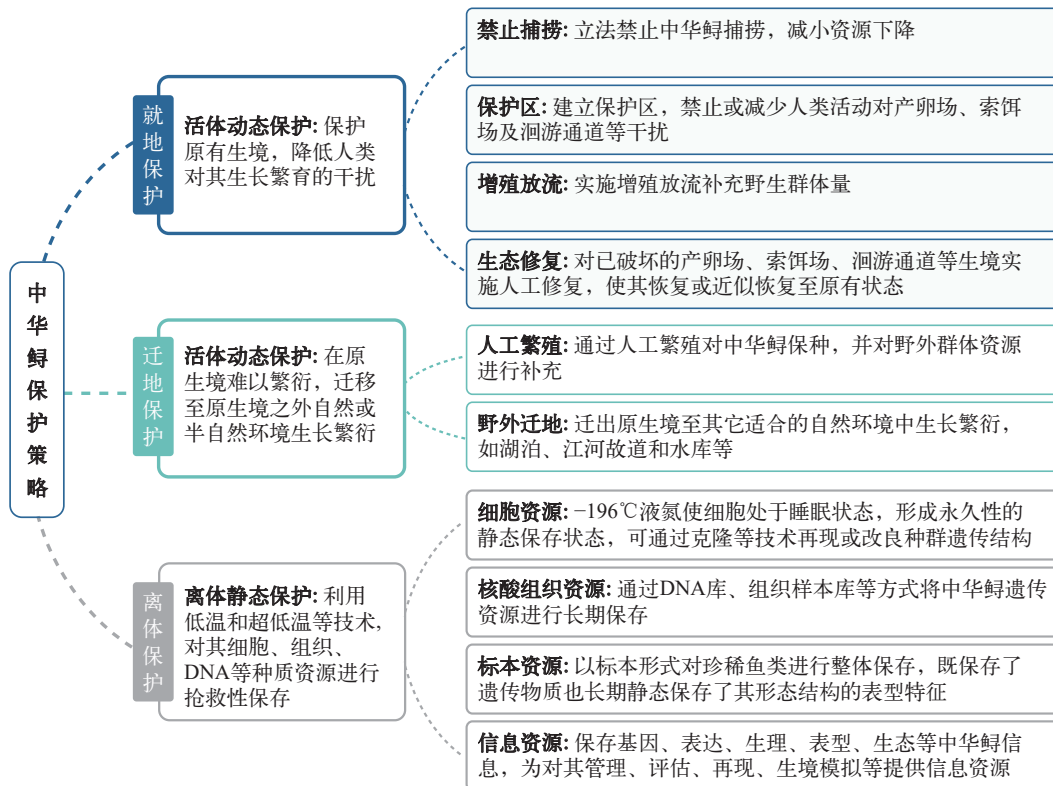 中华鲟保护策略
就地保护
活体动态保护: 保护
原有生境，降低人类
对其生长繁育的干扰
禁止捕捞: 立法禁止中华鲟捕捞，减小资源下降
保护区: 建立保护区，禁止或减少人类活动对产卵场、索饵
场及洄游通道等干扰
增殖放流: 实施增殖放流补充野生群体量
生态修复: 对已破坏的产卵场、索饵场、洄游通道等生境实
施人工修复，使其恢复或近似恢复至原有状态
迁地保护
活体动态保护: 在原
生境难以繁衍，迁移
至原生境之外自然或
半自然环境生长繁衍
人工繁殖: 通过人工繁殖对中华鲟保种，并对野外群体资源
进行补充
野外迁地: 迁出原生境至其它适合的自然环境中生长繁衍，
如湖泊、江河故道和水库等
离体保护
离体静态保护: 利用
低温和超低温等技术，
对其细胞、组织、
DNA等种质资源进行
抢救性保存
细胞资源: −196℃液氮使细胞处于睡眠状态，形成永久性的
静态保存状态，可通过克隆等技术再现或改良种群遗传结构
核酸组织资源: 通过DNA库、组织样本库等方式将中华鲟遗传
资源进行长期保存
标本资源: 以标本形式对珍稀鱼类进行整体保存，既保存了
遗传物质也长期静态保存了其形态结构的表型特征
信息资源: 保存基因、表达、生理、表型、生态等中华鲟信
息，为对其管理、评估、再现、生境模拟等提供信息资源